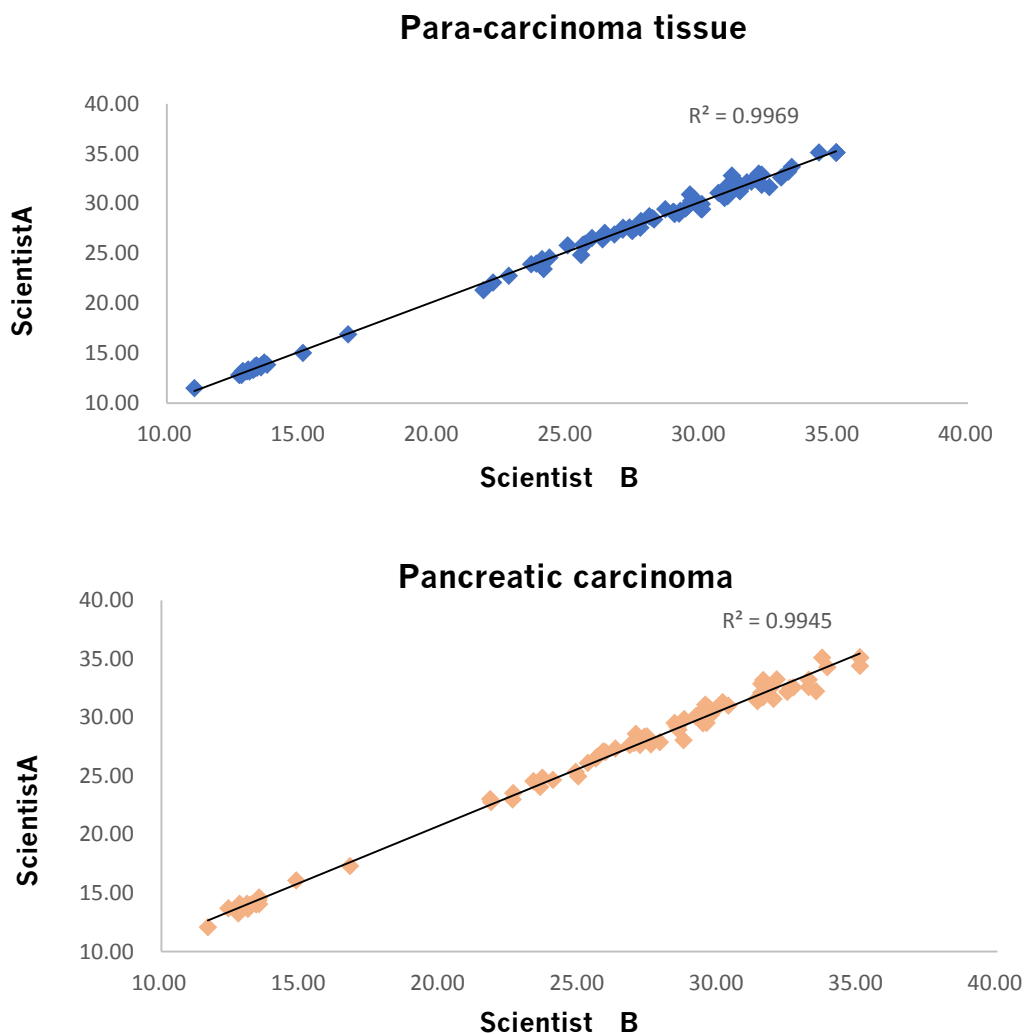 Para-carcinoma tissue
R² = 0.9969
40.00
35.00
30.00
25.00
20.00
15.00
10.00
ScientistA
10.00 15.00 20.00 25.00 30.00 35.00 40.00
Scientist B
Pancreatic carcinoma
R² = 0.9945
40.00
35.00
30.00
25.00
20.00
15.00
10.00
ScientistA
10.00 15.00 20.00 25.00 30.00 35.00 40.00
Scientist B